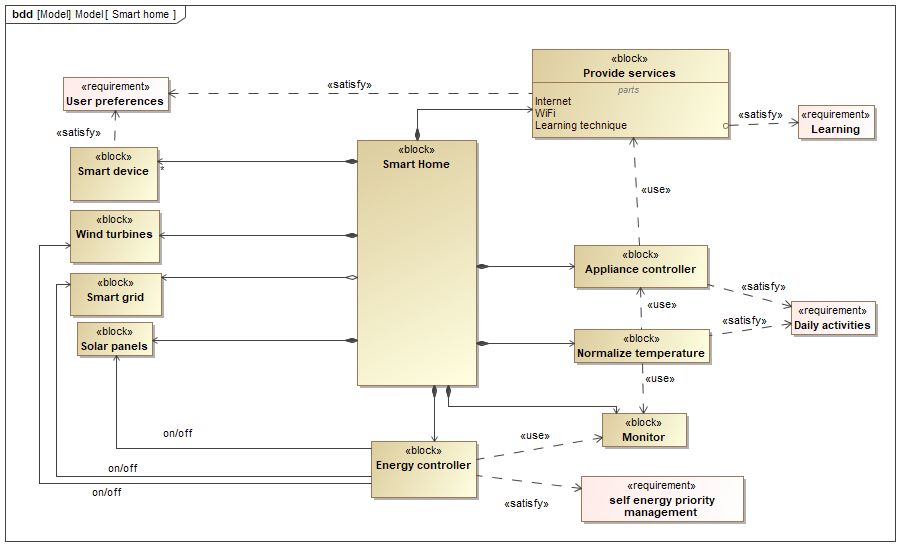 bdd [Model] Model [ Smart home ]
«block»
Provide services
parts
Internet
WiFi
Learning technique
«requirement»
User preferences
«satisfy»
«satisfy»
«requirement»
Learning
«satisfy»
«block»
Smart device
*
«block»
Smart Home
«use»
«block»
Wind turbines
«block»
Appliance controller
«block»
Smart grid
«satisfy»
«use»
«requirement»
Daily activities
«satisfy»
«block»
Solar panels
«block»
Normalize temperature
«use»
«block»
Monitor
on/off
«use»
«block»
Energy controller
on/off
on/off
«satisfy»
«requirement»
self energy priority
management